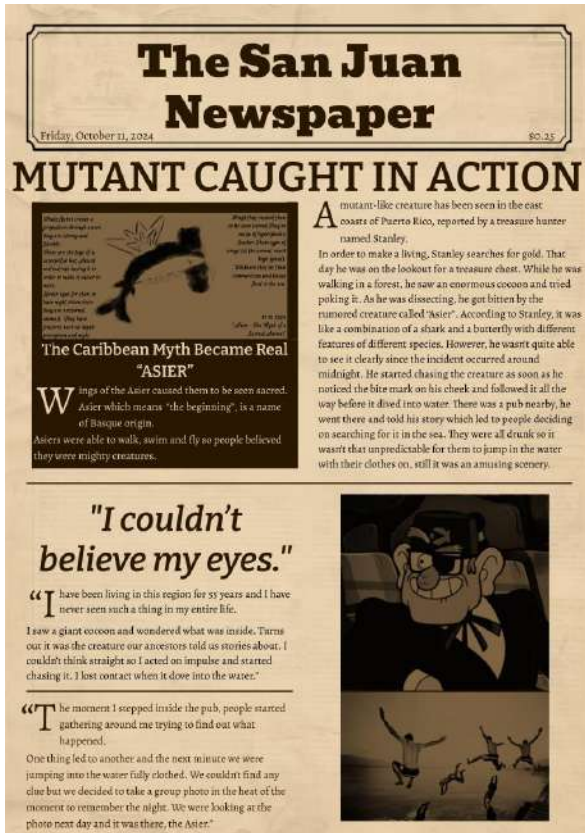 The San Juan
Newspaper
Friday, October 11, 2024
$0.25
MUTANT CAUGHT IN ACTION
The Caribbean Myth Became Real
"ASIER"
Wings of the Asier caused them to be seen sacred.
Asier which means "the beginning", is a name
of Basque origin.
Asiers were able to walk, swim and fly so people believed
they were mighty creatures.
A mutant-like creature has been seen in the east
coasts of Puerto Rico, reported by a treasure hunter
named Stanley.
In order to make a living, Stanley searches for gold. That
day he was on the lookout for a treasure chest. While he
was walking in a forest, he saw an enormous cocoon and tried
poking it. As he was dissecting, he got bitten by the
rumored creature called "Asier". According to Stanley, it was
like a combination of a shark and a butterfly with different
features of different species. However, he wasn't quite able
to see it clearly since the incident occurred around
midnight. He started chasing the creature as soon as he
noticed the bite mark on his cheek and followed it all the
way before it dived into water. There was a pub nearby, he
went there and told his story which led to people deciding
on searching for it in the sea. They were all drunk so it
wasn't that unpredictable for them to jump in the water
with their clothes on, still it was an amusing scenery.
"I couldn't
believe my eyes."
"I have been living in this region for 55 years and I have
never seen such a thing in my entire life.
I saw a giant cocoon and wondered what was inside. Turns
out it was the creature our ancestors told us stories about. I
couldn't think straight so I acted on impulse and started
chasing it. I lost contact when it dove into the water."
"The moment I stepped inside the pub, people started
gathering around me trying to find out what
happened.
One thing led to another and the next minute we were
jumping into the water fully clothed. We couldn't find any
clue but we decided to take a group photo in the heat of the
moment to remember the night. We were looking at the
photo next day and it was there, the Asier."